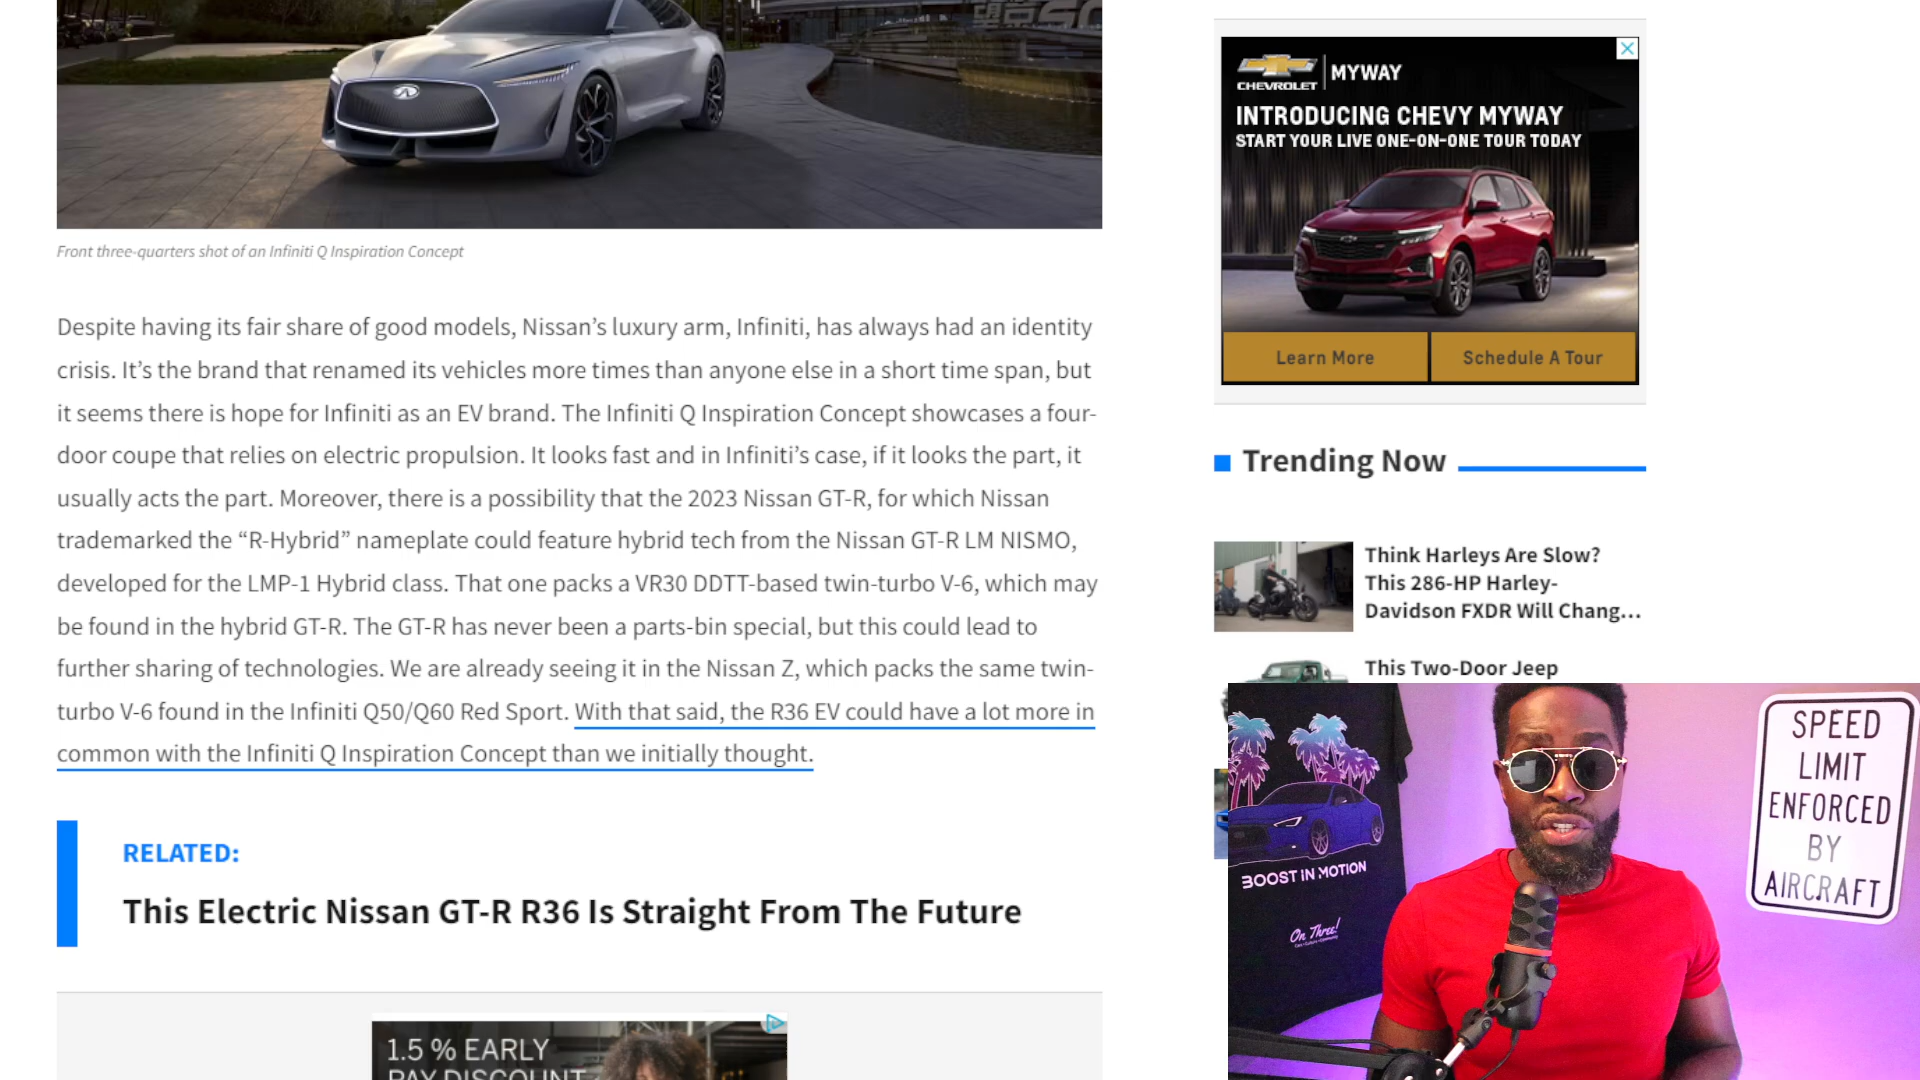 Front three-quarters shot of an Infiniti Q Inspiration Concept
Despite having its fair share of good models, Nissan’s luxury arm, Infiniti, has always had an identity
crisis. It’s the brand that renamed its vehicles more times than anyone else in a short time span, but
it seems there is hope for Infiniti as an EV brand. The Infiniti Q Inspiration Concept showcases a four-
door coupe that relies on electric propulsion. It looks fast and in Infiniti’s case, if it looks the part, it
usually acts the part. Moreover, there is a possibility that the 2023 Nissan GT-R, for which Nissan
trademarked the “R-Hybrid” nameplate could feature hybrid tech from the Nissan GT-R LM NISMO,
developed for the LMP-1 Hybrid class. That one packs a VR30 DDTT-based twin-turbo V-6, which may
be found in the hybrid GT-R. The GT-R has never been a parts-bin special, but this could lead to
further sharing of technologies. We are already seeing it in the Nissan Z, which packs the same twin-
turbo V-6 found in the Infiniti Q50/Q60 Red Sport. With that said, the R36 EV could have a lot more in
common with the Infiniti Q Inspiration Concept than we initially thought.
RELATED:
This Electric Nissan GT-R R36 Is Straight From The Future
1.5 % EARLY
PAY DISCOUNT
CHEVROLET
MYWAY
INTRODUCING CHEVY MYWAY
START YOUR LIVE ONE-ON-ONE TOUR TODAY
Learn More
Schedule A Tour
Trending Now
Think Harleys Are Slow?
This 286-HP Harley-
Davidson FXDR Will Chang...
This Two-Door Jeep
BOOST IN MOTION
On Three!
SPEED
LIMIT
ENFORCED
BY
AIRCRAFT